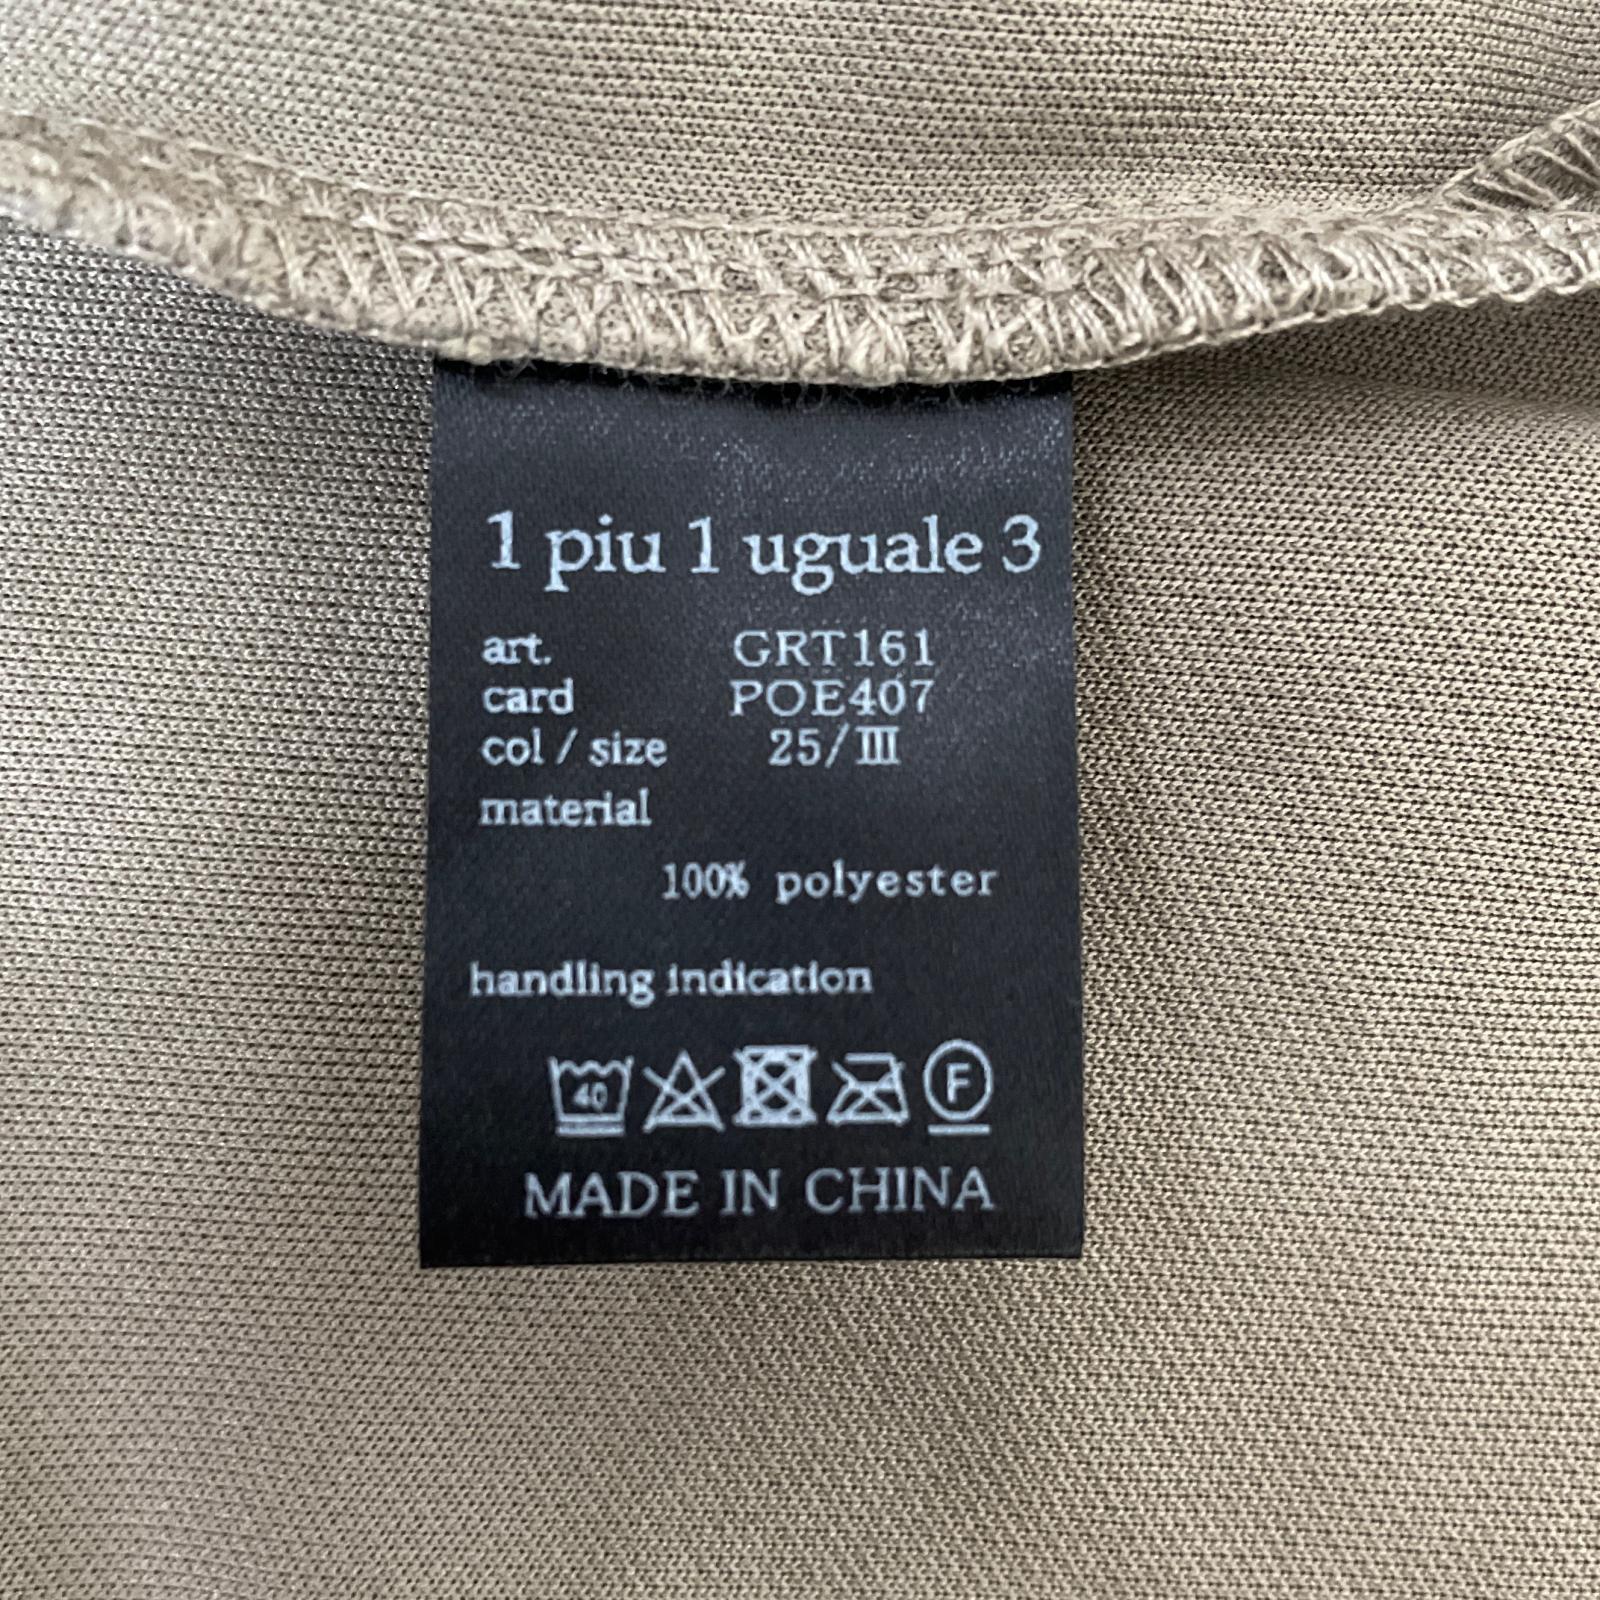 1 piu 1 uguale 3
art. GRT161
card POE407
col / size 25/III
material
100% polyester
handling indication
40 F
MADE IN CHINA